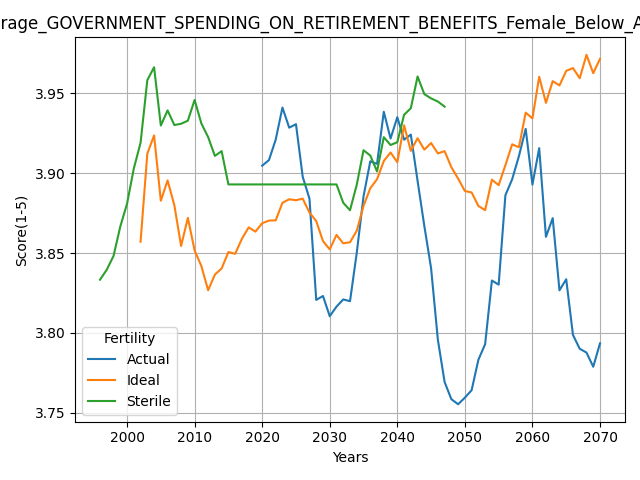 rage_GOVERNMENT_SPENDING_ON_RETIREMENT_BENEFITS_Female_Below_A
3.95
3.90
3.85
3.80
3.75
Score(1-5)
Fertility
Actual
Ideal
Sterile
2000 2010 2020 2030 2040 2050 2060 2070
Years